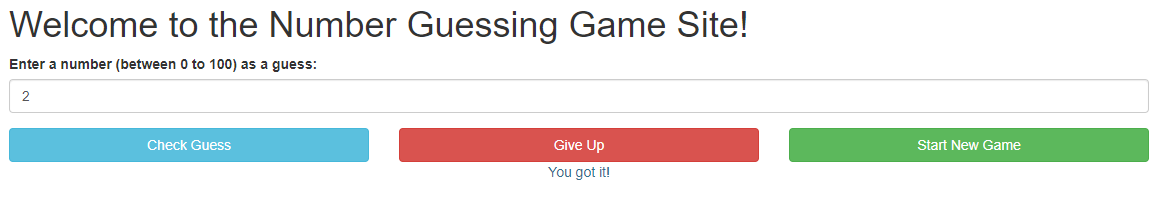 Welcome to the Number Guessing Game Site!
Enter a number (between 0 to 100) as a guess:
2
Check Guess
Give Up
Start New Game
You got it!